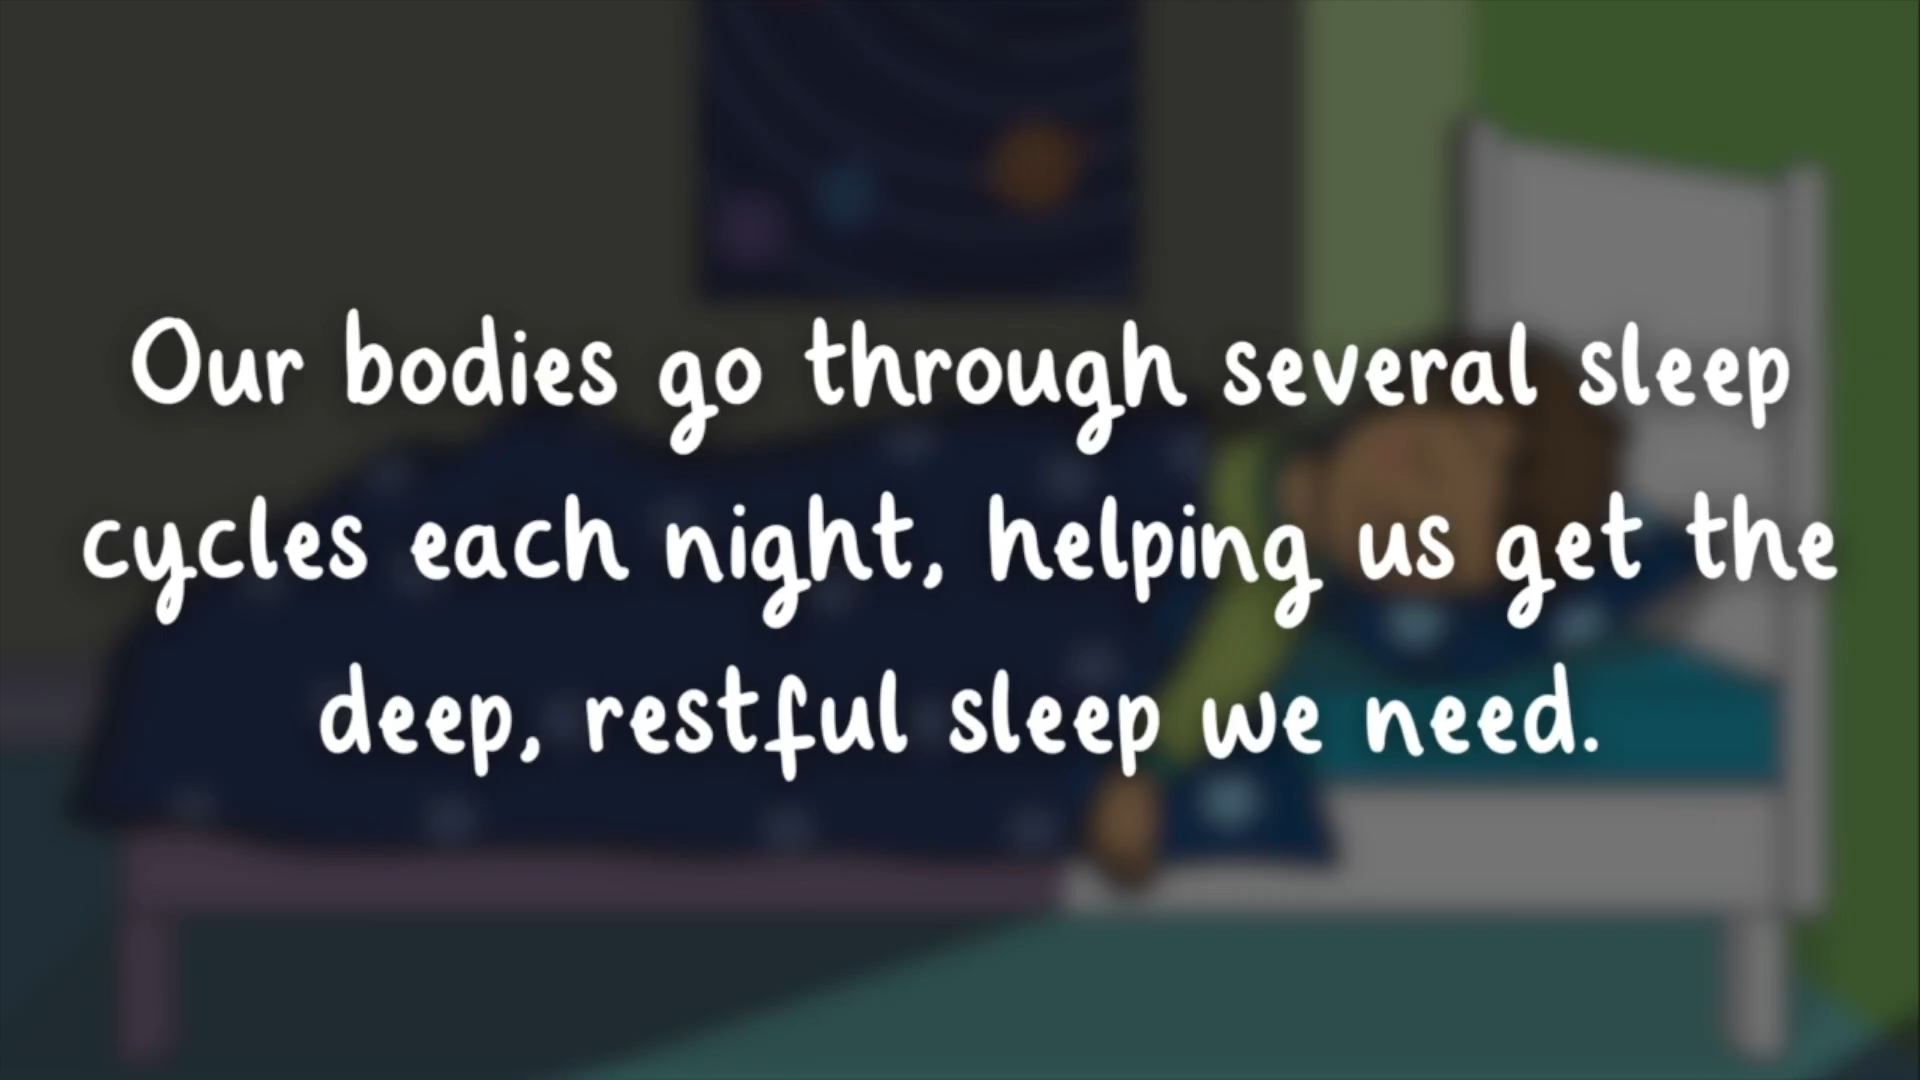 Our bodies go through several sleep
cycles each night, helping us get the
deep, restful sleep we need.